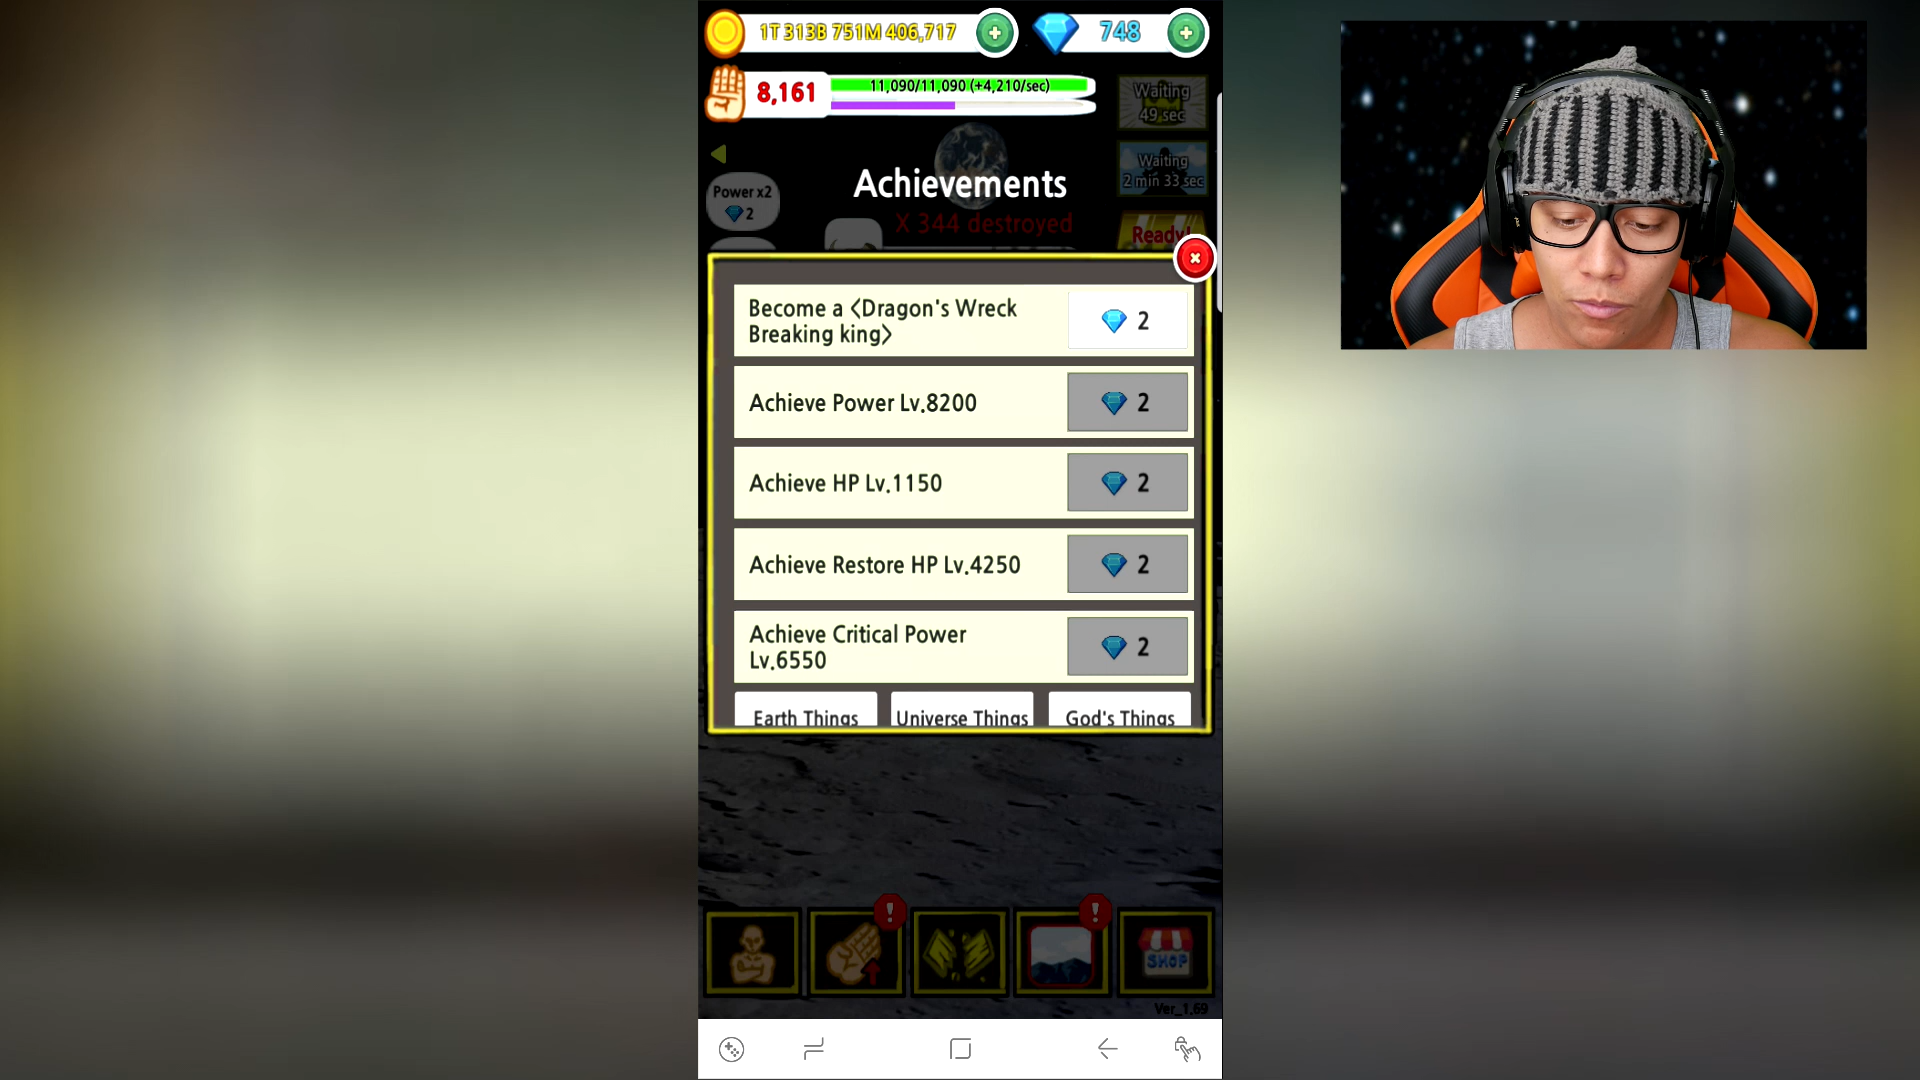 1T 313B 751M 406,717
748
8,161
11,090/11,090 (+4,210/sec)
Waiting
49 sec
Waiting
2 min 33 sec
Power x2
2
Achievements
X 344 destroyed
Ready!
Become a <Dragon's Wreck
Breaking king>
2
Achieve Power Lv.8200
2
Achieve HP Lv.1150
2
Achieve Restore HP Lv.4250
2
Achieve Critical Power
Lv.6550
2
Earth Things
Universe Things
God's Things
SHOP
Ver_1.69